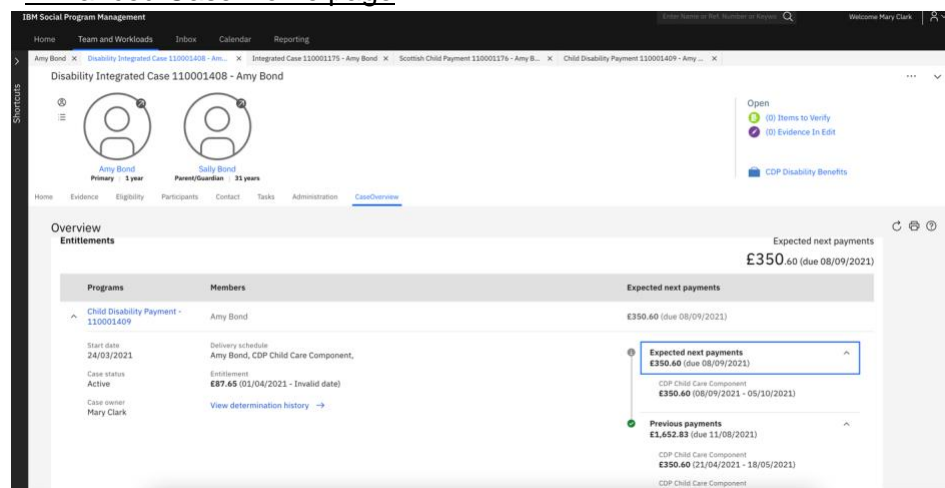 IBM Social Program Management
Enter Name or Ref. Number or Keywo
Welcome Mary Clark
Home Team and Workloads Inbox Calendar Reporting
Amy Bond × Disability Integrated Case 110001408 - Am... × Integrated Case 110001175 - Amy Bond × Scottish Child Payment 110001176 - Amy B... × Child Disability Payment 110001409 - Amy ... ×
Shortcuts
Disability Integrated Case 110001408 - Amy Bond
Amy Bond
Primary | 1 year
Sally Bond
Parent/Guardian | 31 years
Open
(0) Items to Verify
(0) Evidence In Edit
CDP Disability Benefits
Home Evidence Eligibility Participants Contact Tasks Administration CaseOverview
Overview
Entitlements
Expected next payments
£350.60 (due 08/09/2021)
Programs Members Expected next payments
Child Disability Payment - 110001409
Amy Bond
£350.60 (due 08/09/2021)
Start date
24/03/2021
Case status
Active
Case owner
Mary Clark
Delivery schedule
Amy Bond, CDP Child Care Component,
Entitlement
£87.65 (01/04/2021 - Invalid date)
View determination history →
Expected next payments
£350.60 (due 08/09/2021)
CDP Child Care Component
£350.60 (08/09/2021 - 05/10/2021)
Previous payments
£1,652.83 (due 11/08/2021)
CDP Child Care Component
£350.60 (21/04/2021 - 18/05/2021)
CDP Child Care Component